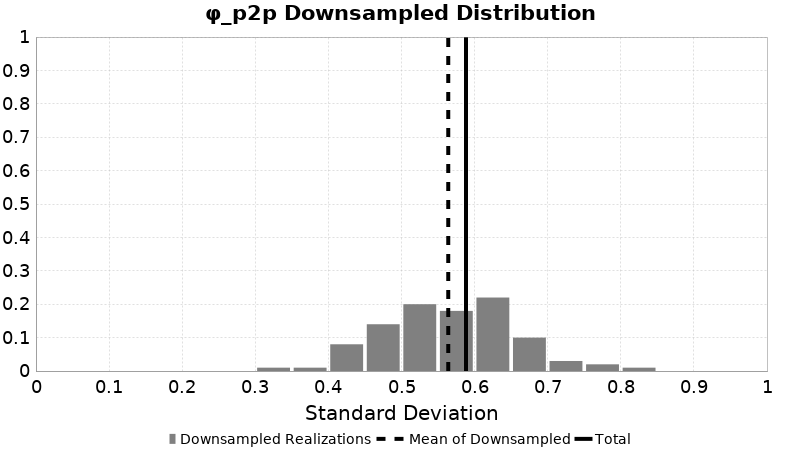 φ_p2p Downsampled Distribution
1
0.9
0.8
0.7
0.6
0.5
0.4
0.3
0.2
0.1
0
0 0.1 0.2 0.3 0.4 0.5 0.6 0.7 0.8 0.9 1
Standard Deviation
Downsampled Realizations Mean of Downsampled Total